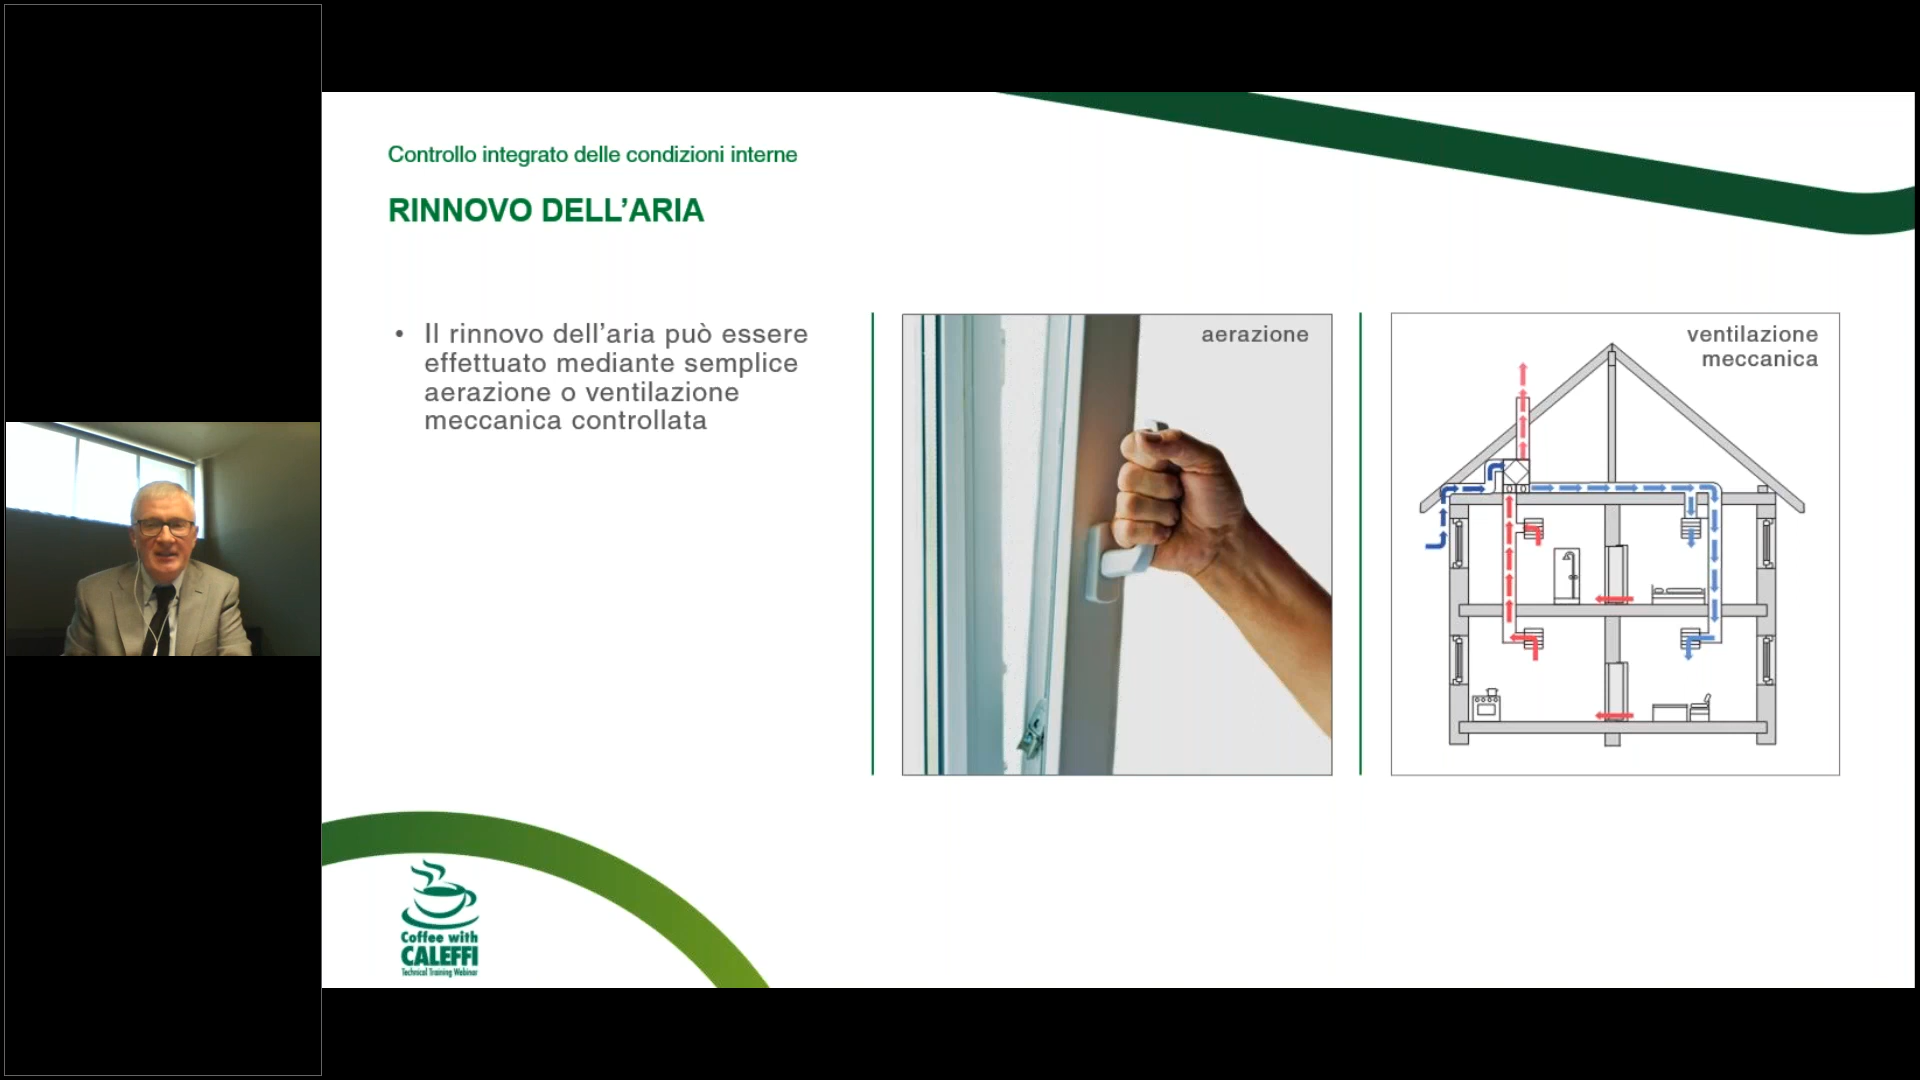 Controllo integrato delle condizioni interne
RINNOVO DELL'ARIA
• Il rinnovo dell'aria può essere
effettuato mediante semplice
aerazione o ventilazione
meccanica controllata
aerazione
ventilazione
meccanica
Coffee with
CALEFFI
Technical Training Webinar